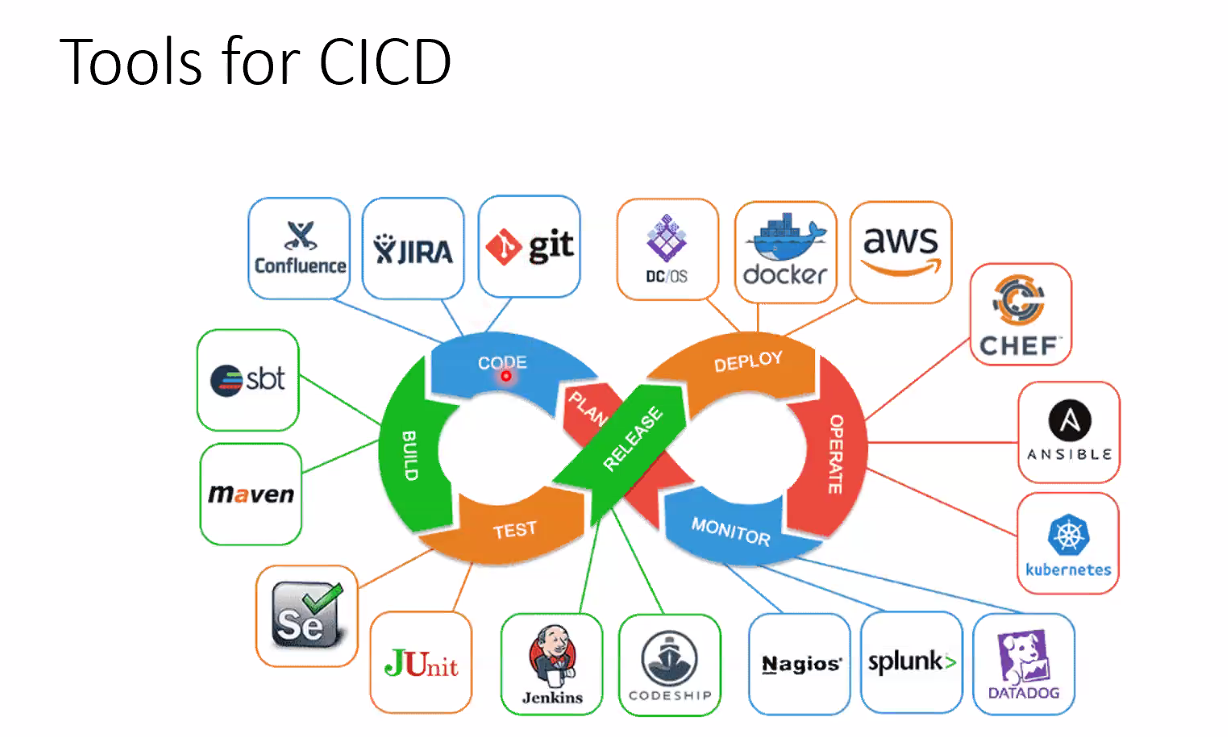 Tools for CICD
Confluence
JIRA
git
DC/OS
docker
aws
CHEF™
sbt
CODE
DEPLOY
PLAN
RELEASE
BUILD
OPERATE
ANSIBLE
maven
TEST
MONITOR
kubernetes
Se
JUnit
Jenkins
CODESHIP
Nagios®
splunk>
DATADOG